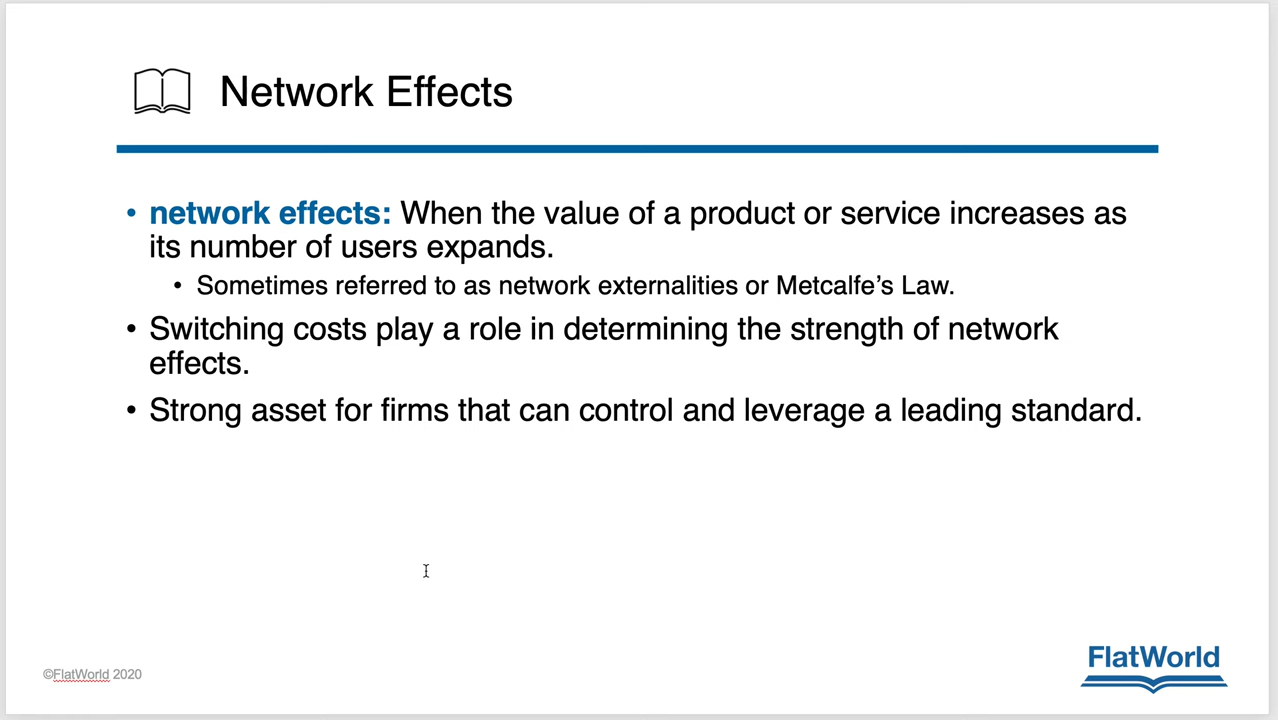 Network Effects
• network effects: When the value of a product or service increases as
its number of users expands.
• Sometimes referred to as network externalities or Metcalfe’s Law.
• Switching costs play a role in determining the strength of network
effects.
• Strong asset for firms that can control and leverage a leading standard.
©FlatWorld 2020
FlatWorld